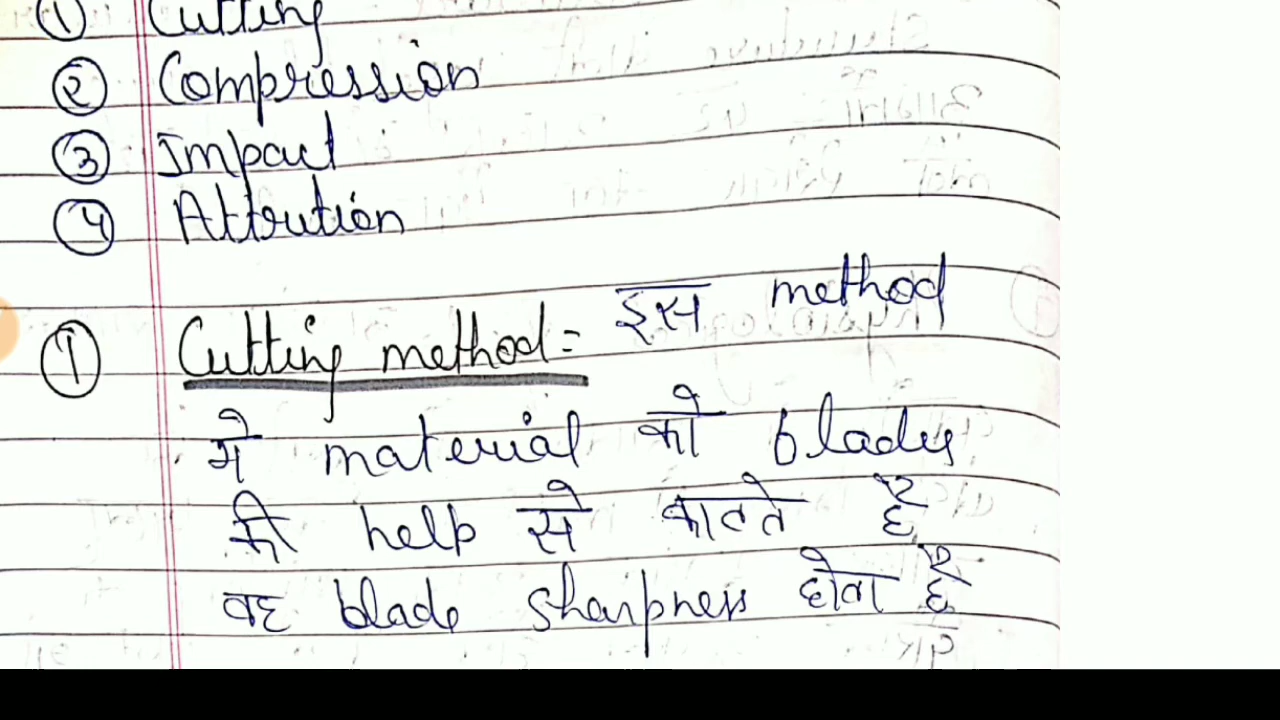 ① Cutting
② Compression
③ Impact
④ Attrution
① Cutting method = इस method
मे material को blades
की help से काटते है
वह blade sharpness होता है